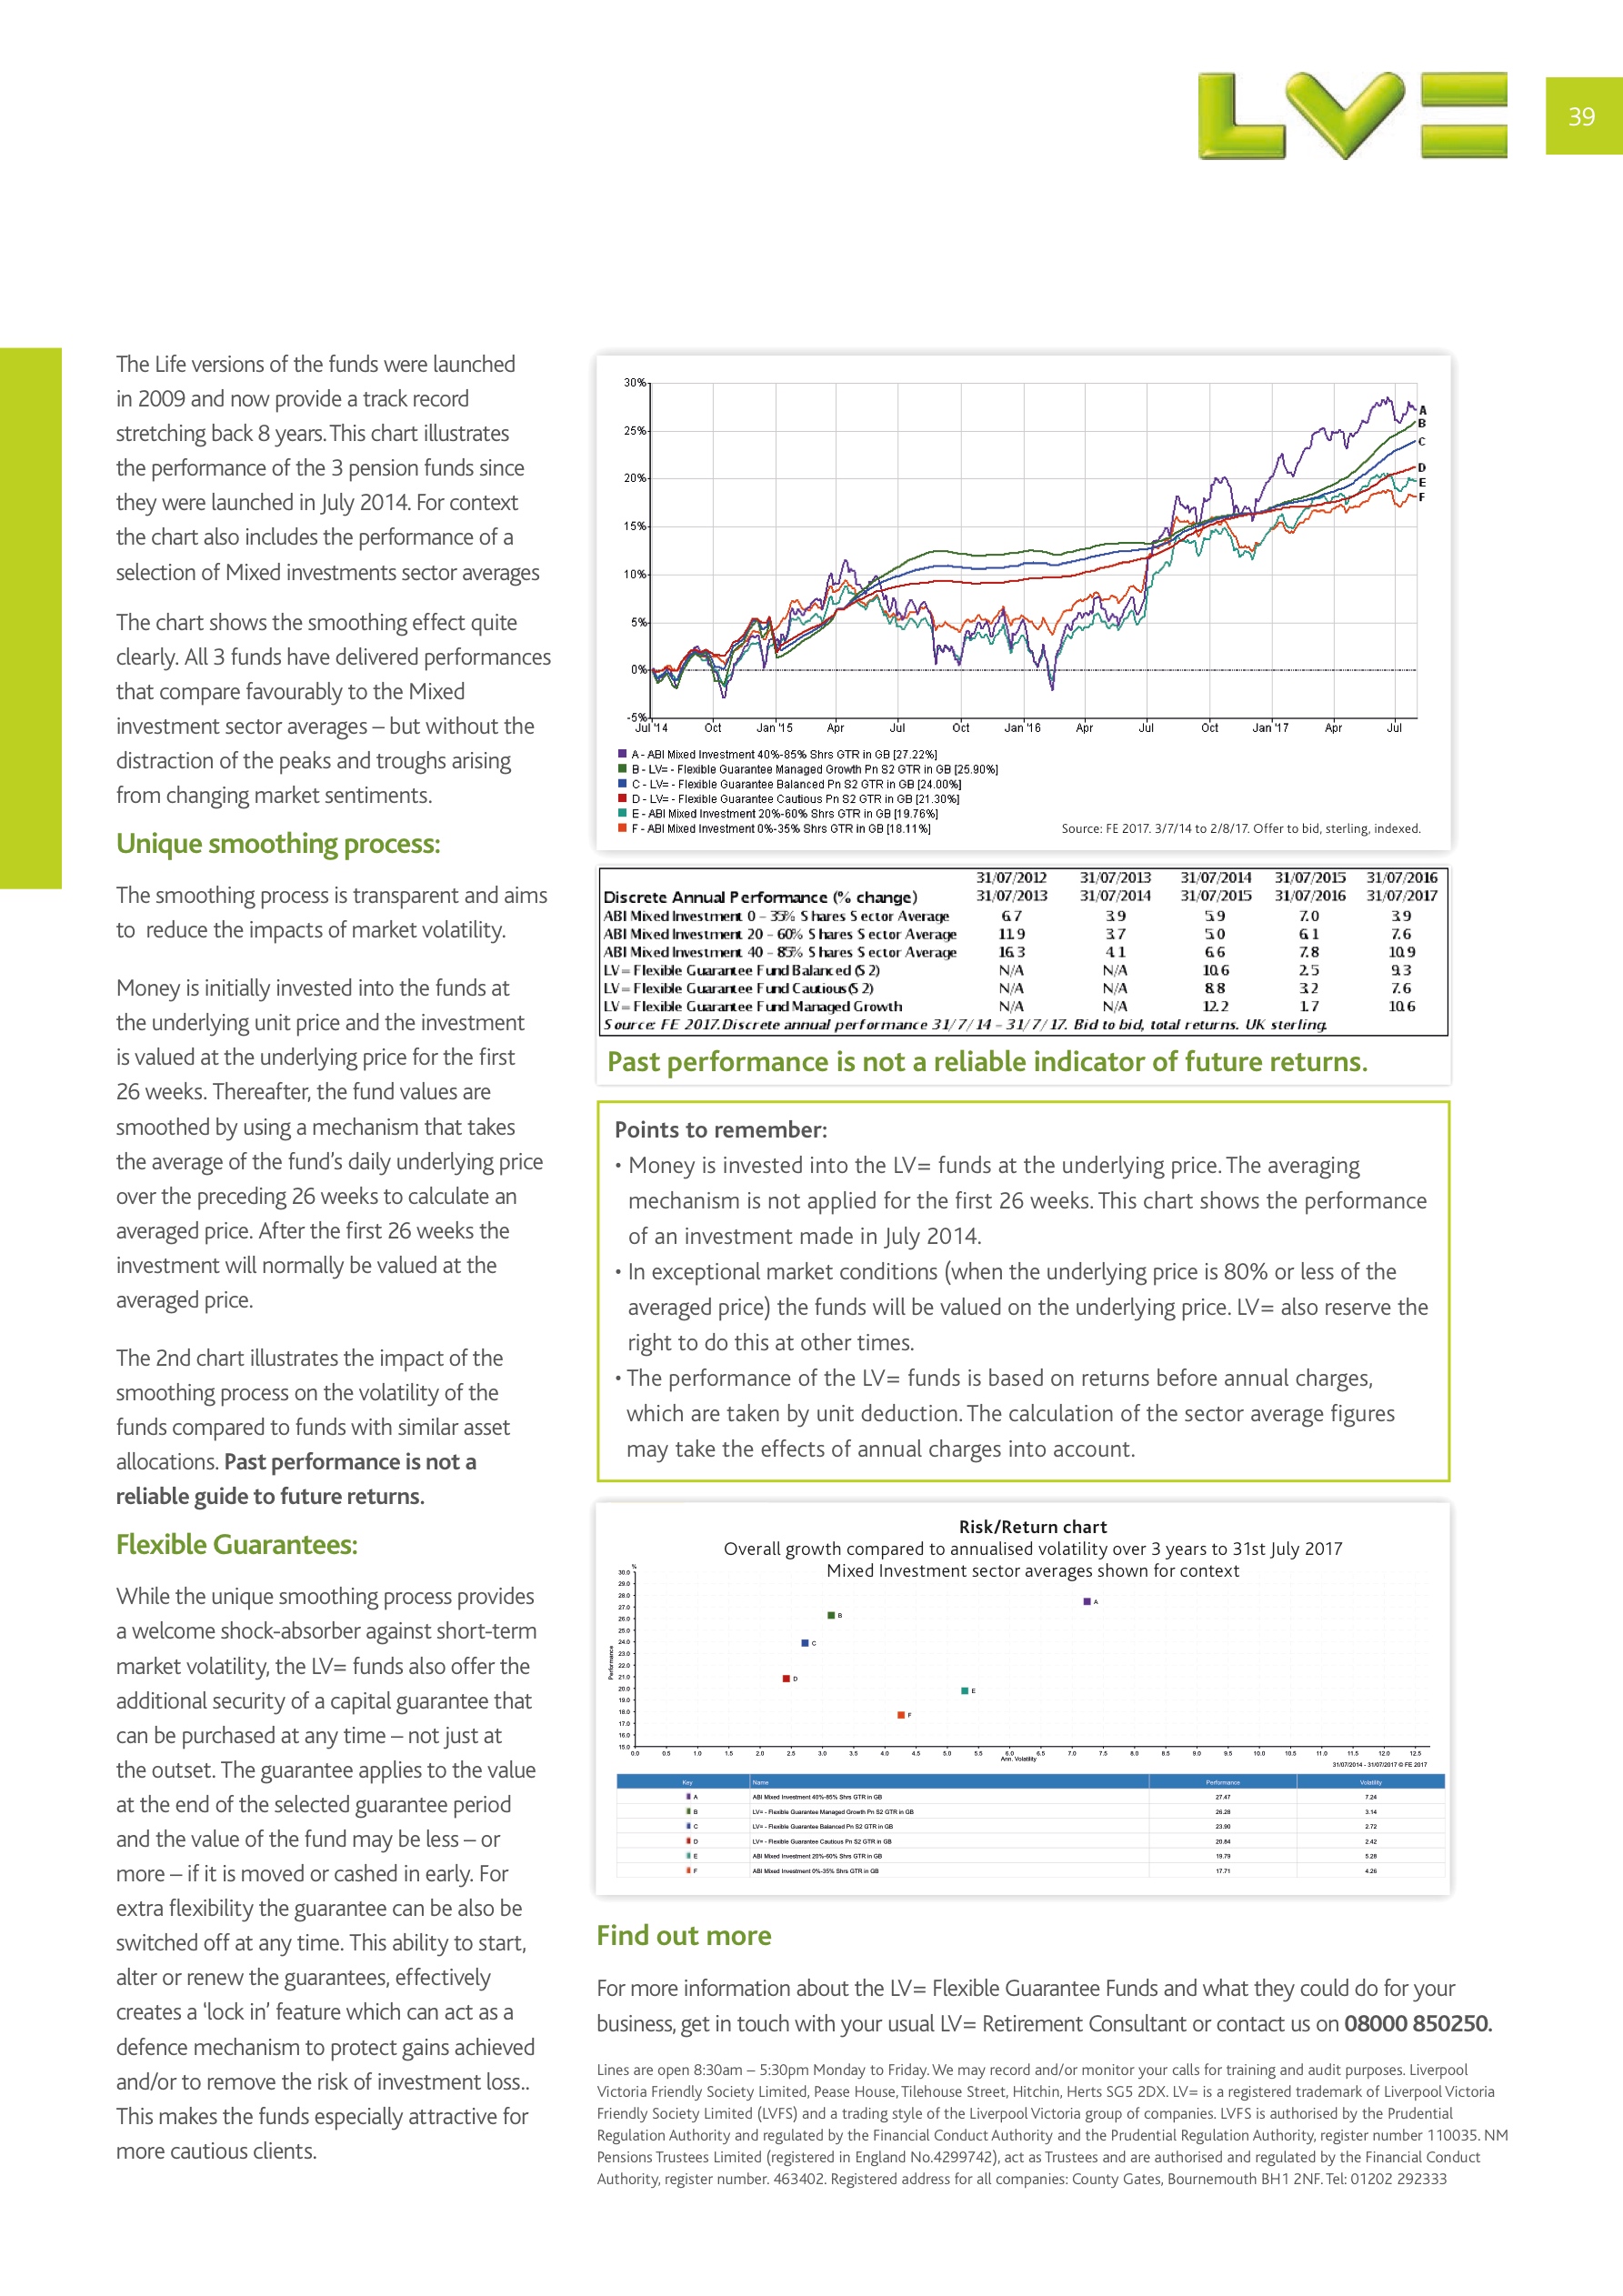 LV=
39
The Life versions of the funds were launched
in 2009 and now provide a track record
stretching back 8 years. This chart illustrates
the performance of the 3 pension funds since
they were launched in July 2014. For context
the chart also includes the performance of a
selection of Mixed investments sector averages
The chart shows the smoothing effect quite
clearly. All 3 funds have delivered performances
that compare favourably to the Mixed
investment sector averages – but without the
distraction of the peaks and troughs arising
from changing market sentiments.
Unique smoothing process:
The smoothing process is transparent and aims
to reduce the impacts of market volatility.
Money is initially invested into the funds at
the underlying unit price and the investment
is valued at the underlying price for the first
26 weeks. Thereafter, the fund values are
smoothed by using a mechanism that takes
the average of the fund's daily underlying price
over the preceding 26 weeks to calculate an
averaged price. After the first 26 weeks the
investment will normally be valued at the
averaged price.
The 2nd chart illustrates the impact of the
smoothing process on the volatility of the
funds compared to funds with similar asset
allocations. Past performance is not a
reliable guide to future returns.
Flexible Guarantees:
While the unique smoothing process provides
a welcome shock-absorber against short-term
market volatility, the LV= funds also offer the
additional security of a capital guarantee that
can be purchased at any time – not just at
the outset. The guarantee applies to the value
at the end of the selected guarantee period
and the value of the fund may be less – or
more – if it is moved or cashed in early. For
extra flexibility the guarantee can be also be
switched off at any time. This ability to start,
alter or renew the guarantees, effectively
creates a 'lock in' feature which can act as a
defence mechanism to protect gains achieved
and/or to remove the risk of investment loss..
This makes the funds especially attractive for
more cautious clients.
30%
25%
20%
15%
10%
5%
0%
-5%
A
B
C
D
E
F
Jul '14 Oct Jan '15 Apr Jul Oct Jan '16 Apr Jul Oct Jan '17 Apr Jul
A - ABI Mixed Investment 40%-85% Shrs GTR in GB [27.22%]
B - LV= - Flexible Guarantee Managed Growth Pn S2 GTR in GB [25.90%]
C - LV= - Flexible Guarantee Balanced Pn S2 GTR in GB [24.00%]
D - LV= - Flexible Guarantee Cautious Pn S2 GTR in GB [21.30%]
E - ABI Mixed Investment 20%-60% Shrs GTR in GB [19.76%]
F - ABI Mixed Investment 0%-35% Shrs GTR in GB [18.11%]
Source: FE 2017. 3/7/14 to 2/8/17. Offer to bid, sterling, indexed.
31/07/2012 31/07/2013 31/07/2014 31/07/2015 31/07/2016
Discrete Annual Performance (% change) 31/07/2013 31/07/2014 31/07/2015 31/07/2016 31/07/2017
ABI Mixed Investment 0 – 35% Shares Sector Average 6.7 3.9 5.9 7.0 3.9
ABI Mixed Investment 20 – 60% Shares Sector Average 11.9 3.7 5.0 6.1 7.6
ABI Mixed Investment 40 – 85% Shares Sector Average 16.3 4.1 6.6 7.8 10.9
LV= Flexible Guarantee Fund Balanced (S2) N/A N/A 10.6 2.5 9.3
LV= Flexible Guarantee Fund Cautious (S2) N/A N/A 8.8 3.2 7.6
LV= Flexible Guarantee Fund Managed Growth N/A N/A 12.2 1.7 10.6
Source: FE 2017. Discrete annual performance 31/7/14 – 31/7/17. Bid to bid, total returns. UK sterling.
Past performance is not a reliable indicator of future returns.
Points to remember:
• Money is invested into the LV= funds at the underlying price. The averaging
mechanism is not applied for the first 26 weeks. This chart shows the performance
of an investment made in July 2014.
• In exceptional market conditions (when the underlying price is 80% or less of the
averaged price) the funds will be valued on the underlying price. LV= also reserve the
right to do this at other times.
• The performance of the LV= funds is based on returns before annual charges,
which are taken by unit deduction. The calculation of the sector average figures
may take the effects of annual charges into account.
Risk/Return chart
Overall growth compared to annualised volatility over 3 years to 31st July 2017
Mixed Investment sector averages shown for context
%
30.0
29.0
28.0
27.0
26.0
25.0
24.0
23.0
22.0
21.0
20.0
19.0
18.0
17.0
16.0
15.0
Performance
A
B
C
D
E
F
0.0 0.5 1.0 1.5 2.0 2.5 3.0 3.5 4.0 4.5 5.0 5.5 6.0 6.5 7.0 7.5 8.0 8.5 9.0 9.5 10.0 10.5 11.0 11.5 12.0 12.5
Ann. Volatility
31/07/2014 - 31/07/2017 © FE 2017
Key Name Performance Volatility
A ABI Mixed Investment 40%-85% Shrs GTR in GB 27.47 7.24
B LV= - Flexible Guarantee Managed Growth Pn S2 GTR in GB 26.28 3.14
C LV= - Flexible Guarantee Balanced Pn S2 GTR in GB 23.90 2.72
D LV= - Flexible Guarantee Cautious Pn S2 GTR in GB 20.84 2.42
E ABI Mixed Investment 20%-60% Shrs GTR in GB 19.79 5.28
F ABI Mixed Investment 0%-35% Shrs GTR in GB 17.71 4.26
Find out more
For more information about the LV= Flexible Guarantee Funds and what they could do for your
business, get in touch with your usual LV= Retirement Consultant or contact us on 08000 850250.
Lines are open 8:30am – 5:30pm Monday to Friday. We may record and/or monitor your calls for training and audit purposes. Liverpool
Victoria Friendly Society Limited, Pease House, Tilehouse Street, Hitchin, Herts SG5 2DX. LV= is a registered trademark of Liverpool Victoria
Friendly Society Limited (LVFS) and a trading style of the Liverpool Victoria group of companies. LVFS is authorised by the Prudential
Regulation Authority and regulated by the Financial Conduct Authority and the Prudential Regulation Authority, register number 110035. NM
Pensions Trustees Limited (registered in England No.4299742), act as Trustees and are authorised and regulated by the Financial Conduct
Authority, register number. 463402. Registered address for all companies: County Gates, Bournemouth BH1 2NF. Tel: 01202 292333